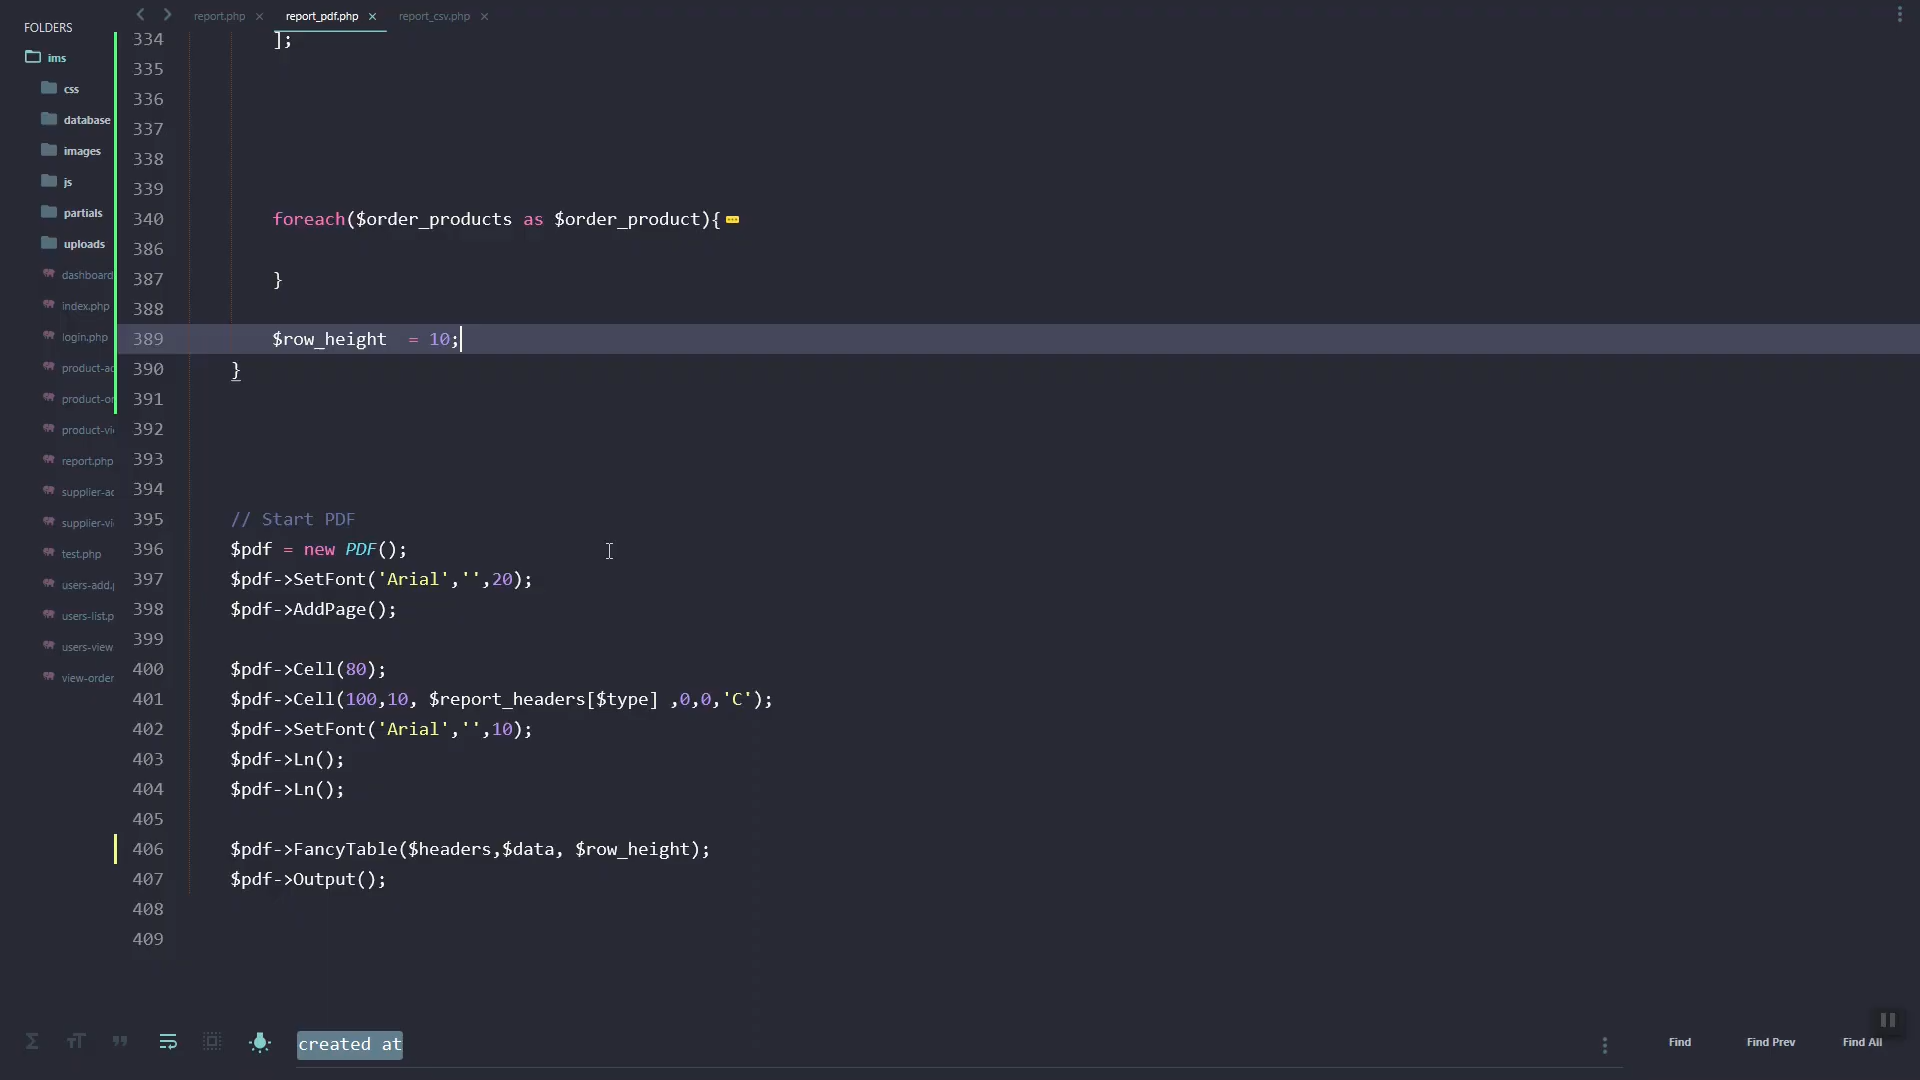 FOLDERS
ims
css
database
images
js
partials
uploads
dashboard
index.php
login.php
product-ad
product-or
product-vi
report.php
supplier-ad
supplier-vi
test.php
users-add.p
users-list.p
users-view
view-order
report.php × report_pdf.php × report_csv.php ×
334 ];
335
336
337
338
339
340 foreach($order_products as $order_product){
386
387 }
388
389 $row_height  = 10;
390 }
391
392
393
394
395 // Start PDF
396 $pdf = new PDF();
397 $pdf->SetFont('Arial','',20);
398 $pdf->AddPage();
399
400 $pdf->Cell(80);
401 $pdf->Cell(100,10, $report_headers[$type] ,0,0,'C');
402 $pdf->SetFont('Arial','',10);
403 $pdf->Ln();
404 $pdf->Ln();
405
406 $pdf->FancyTable($headers,$data, $row_height);
407 $pdf->Output();
408
409
created at
Find Find Prev Find All